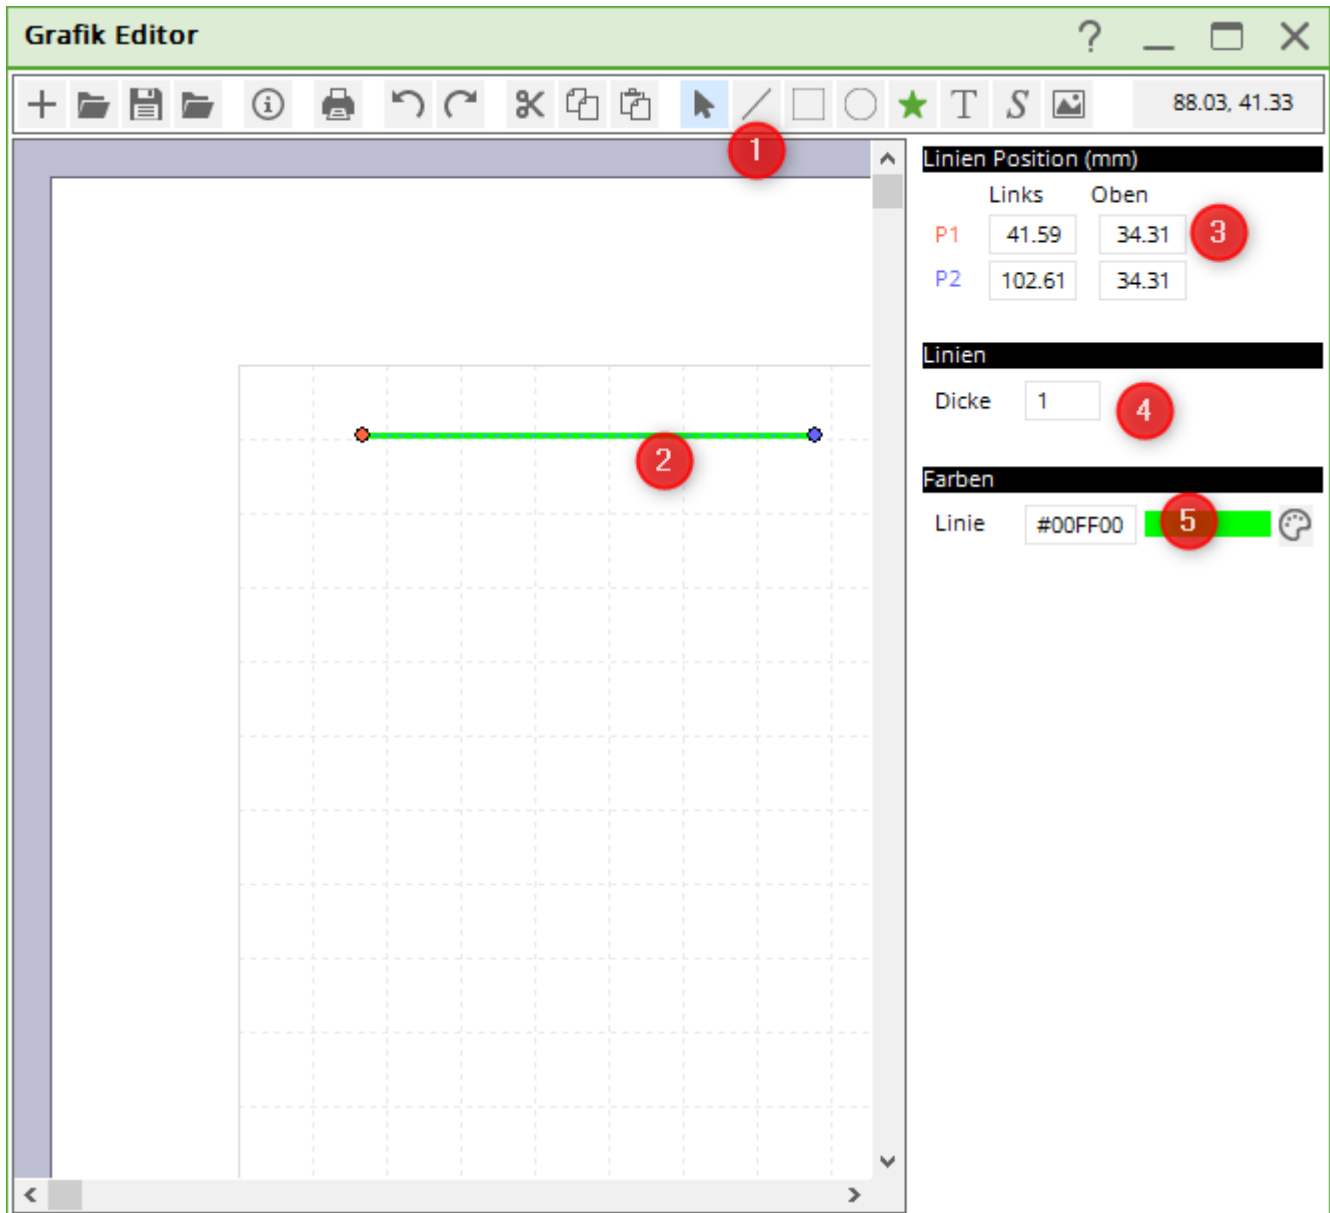 Grafik Editor ?
T S 88.03, 41.33
1
Linien Position (mm)
Links Oben
P1 41.59 34.31 3
P2 102.61 34.31
Linien
Dicke 1 4
2
Farben
Linie #00FF00 5